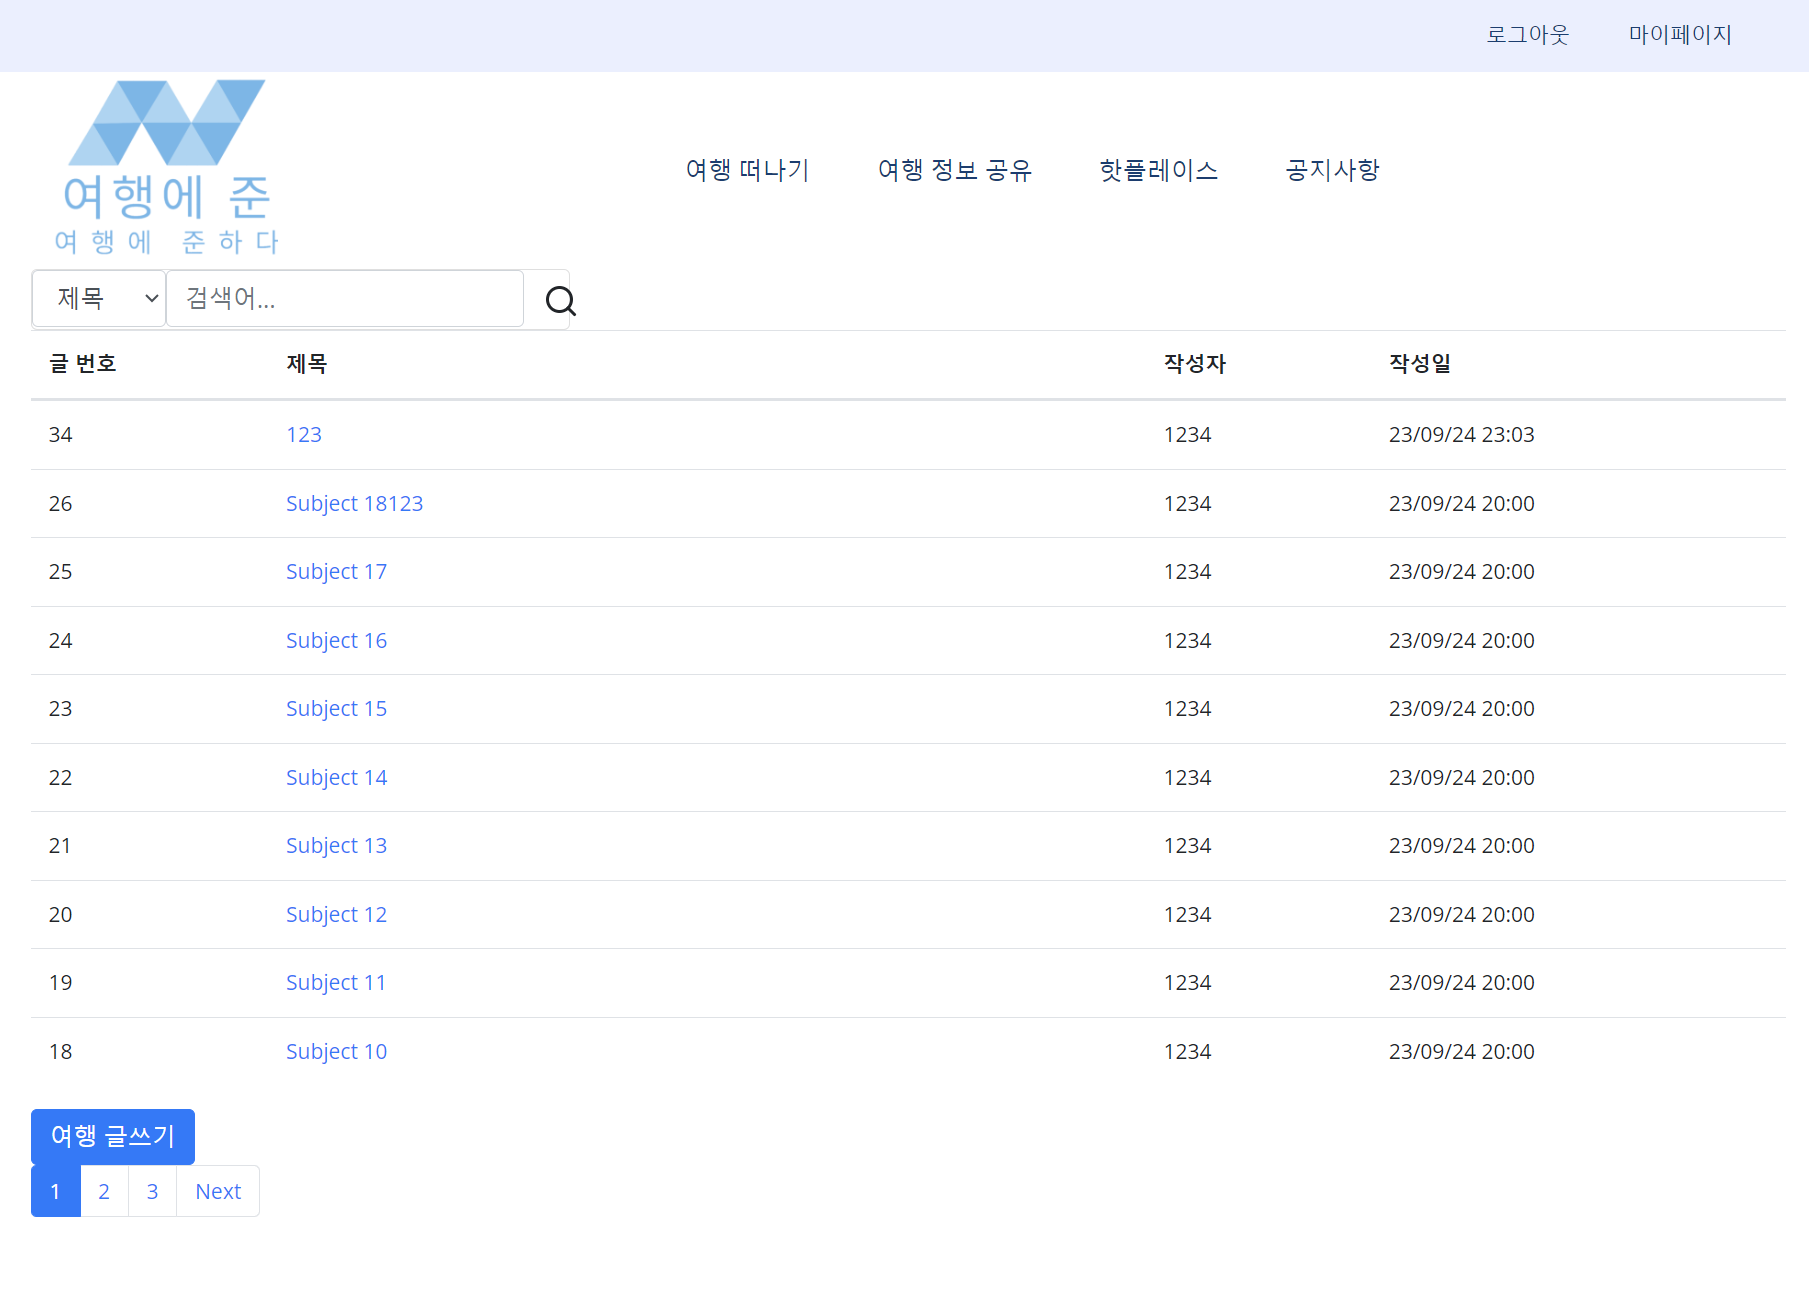 로그아웃 마이페이지
여행에 준
여행에 준하다
여행 떠나기 여행 정보 공유 핫플레이스 공지사항
제목 검색어...
글 번호 제목 작성자 작성일
34 123 1234 23/09/24 23:03
26 Subject 18123 1234 23/09/24 20:00
25 Subject 17 1234 23/09/24 20:00
24 Subject 16 1234 23/09/24 20:00
23 Subject 15 1234 23/09/24 20:00
22 Subject 14 1234 23/09/24 20:00
21 Subject 13 1234 23/09/24 20:00
20 Subject 12 1234 23/09/24 20:00
19 Subject 11 1234 23/09/24 20:00
18 Subject 10 1234 23/09/24 20:00
여행 글쓰기
1 2 3 Next